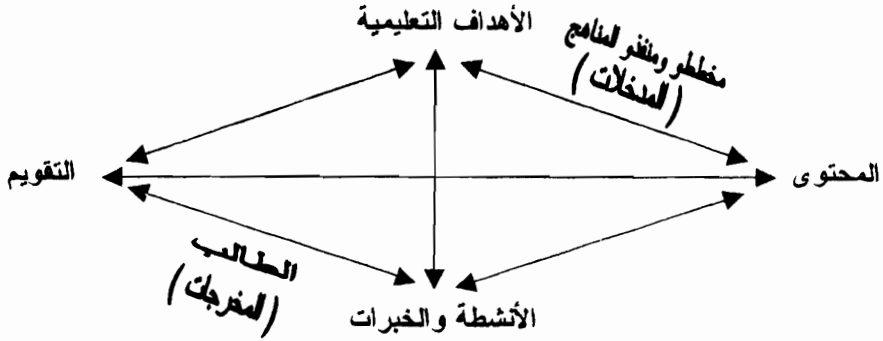 الأهداف التعليمية
مخططو ومنفذو المناهج
(المدخلات)
المحتوى
التقويم
الطالب
(المخرجات)
الأنشطة والخبرات